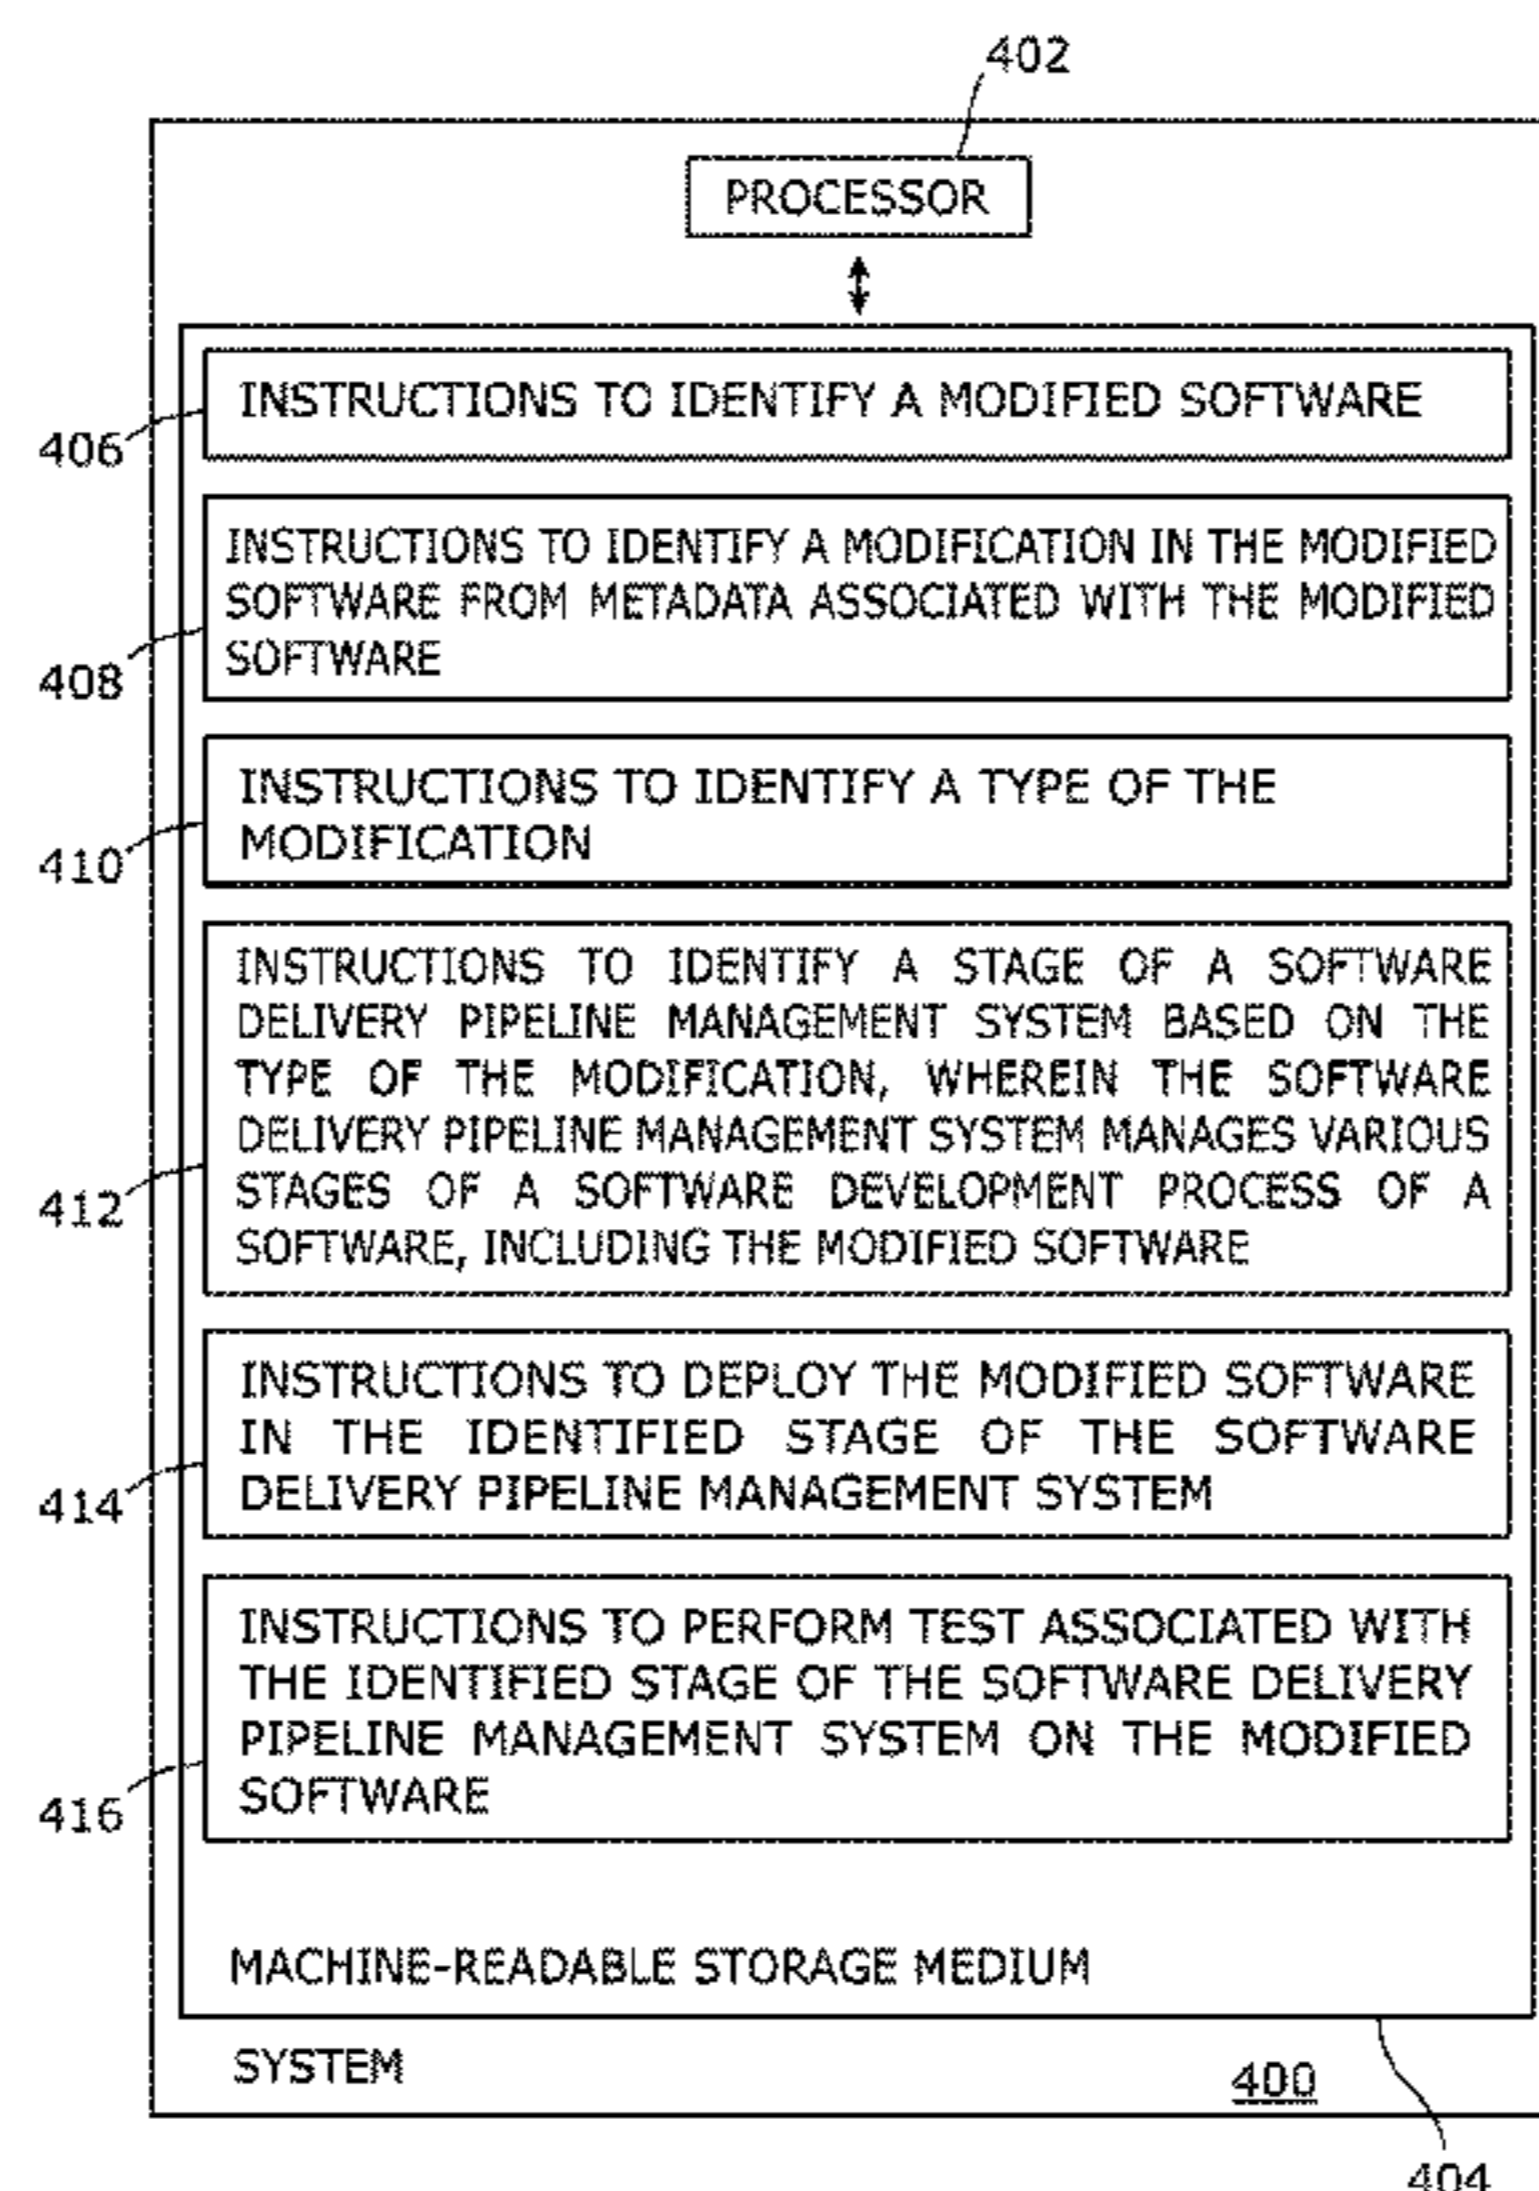 402
PROCESSOR
INSTRUCTIONS TO IDENTIFY A MODIFIED SOFTWARE
406
INSTRUCTIONS TO IDENTIFY A MODIFICATION IN THE MODIFIED
SOFTWARE FROM METADATA ASSOCIATED WITH THE MODIFIED
SOFTWARE
408
INSTRUCTIONS TO IDENTIFY A TYPE OF THE
MODIFICATION
410
INSTRUCTIONS TO IDENTIFY A STAGE OF A SOFTWARE
DELIVERY PIPELINE MANAGEMENT SYSTEM BASED ON THE
TYPE OF THE MODIFICATION, WHEREIN THE SOFTWARE
DELIVERY PIPELINE MANAGEMENT SYSTEM MANAGES VARIOUS
STAGES OF A SOFTWARE DEVELOPMENT PROCESS OF A
SOFTWARE, INCLUDING THE MODIFIED SOFTWARE
412
INSTRUCTIONS TO DEPLOY THE MODIFIED SOFTWARE
IN THE IDENTIFIED STAGE OF THE SOFTWARE
DELIVERY PIPELINE MANAGEMENT SYSTEM
414
INSTRUCTIONS TO PERFORM TEST ASSOCIATED WITH
THE IDENTIFIED STAGE OF THE SOFTWARE DELIVERY
PIPELINE MANAGEMENT SYSTEM ON THE MODIFIED
SOFTWARE
416
MACHINE-READABLE STORAGE MEDIUM
SYSTEM
400
404